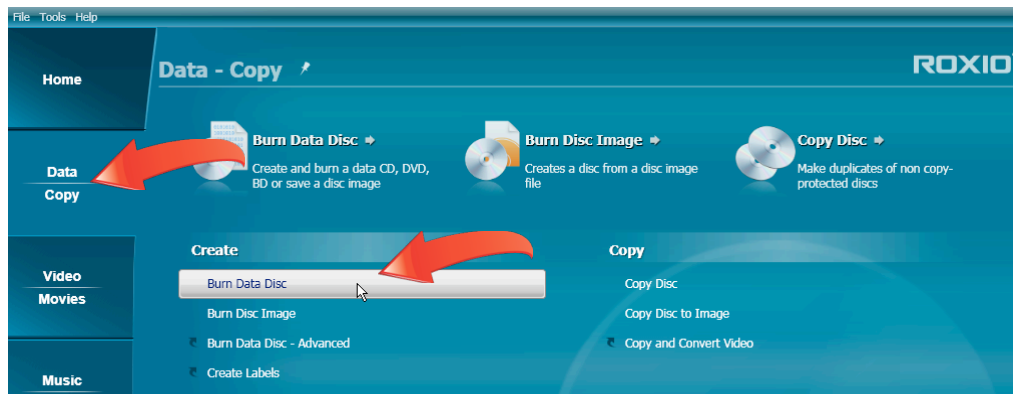 File Tools Help
Home
Data - Copy
ROXIO
Data
Copy
Burn Data Disc
Create and burn a data CD, DVD,
BD or save a disc image
Burn Disc Image
Creates a disc from a disc image
file
Copy Disc
Make duplicates of non copy-
protected discs
Video
Movies
Music
Create
Burn Data Disc
Burn Disc Image
Burn Data Disc - Advanced
Create Labels
Copy
Copy Disc
Copy Disc to Image
Copy and Convert Video